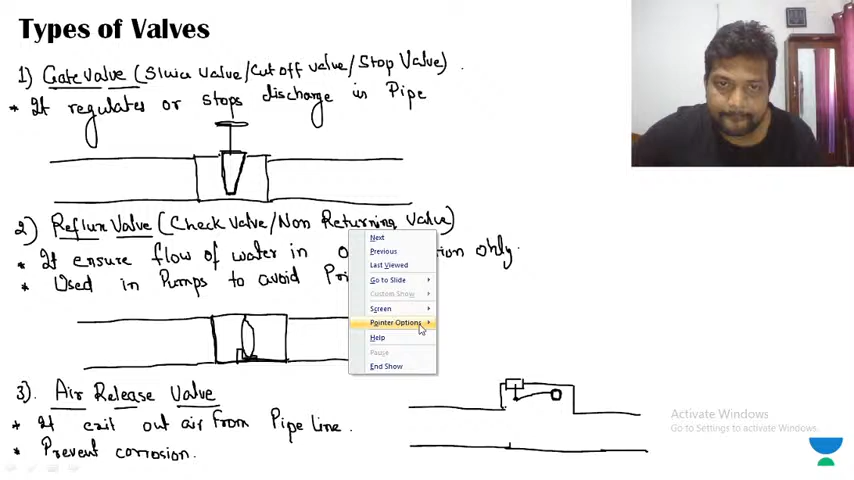 Types of Valves
1) Gate Valve (Sluice Valve/Cut off Valve/Stop Valve).
* It regulates or stops discharge in Pipe
2) Reflux Valve (Check Valve/Non Returning Valve)
* It ensure flow of water in only.
* Used in Pumps to avoid
Next
Previous
Last Viewed
Go to Slide
Custom Show
Screen
Pointer Options
Help
Pause
End Show
3). Air Release Valve
* It exit out air from Pipe Line.
* Prevent corrosion.
Activate Windows
Go to Settings to activate Windows.